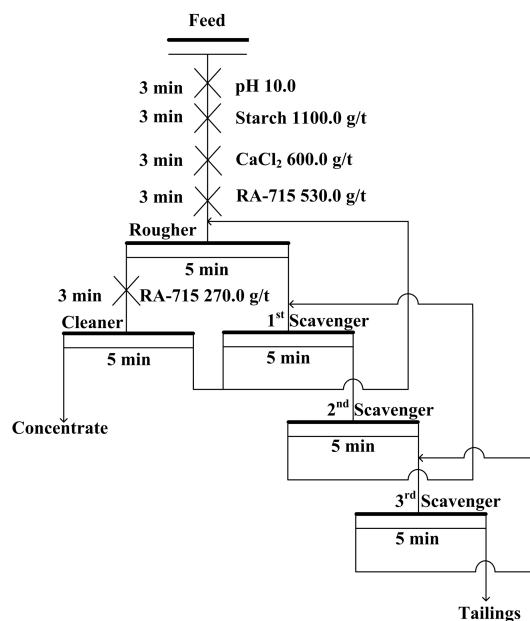 Feed
3 min pH 10.0
3 min Starch 1100.0 g/t
3 min CaCl₂ 600.0 g/t
3 min RA-715 530.0 g/t
Rougher
5 min
3 min RA-715 270.0 g/t
Cleaner 1st Scavenger
5 min 5 min
Concentrate 2nd Scavenger
5 min
3rd Scavenger
5 min
Tailings